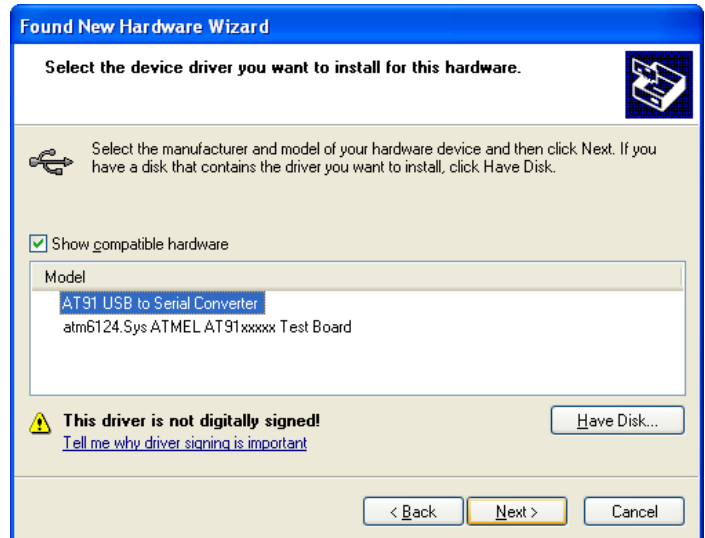 Found New Hardware Wizard
Select the device driver you want to install for this hardware.
Select the manufacturer and model of your hardware device and then click Next. If you
have a disk that contains the driver you want to install, click Have Disk.
Show compatible hardware
Model
AT91 USB to Serial Converter
atm6124.Sys ATMEL AT91xxxxx Test Board
This driver is not digitally signed!
Have Disk...
Tell me why driver signing is important
< Back
Next >
Cancel